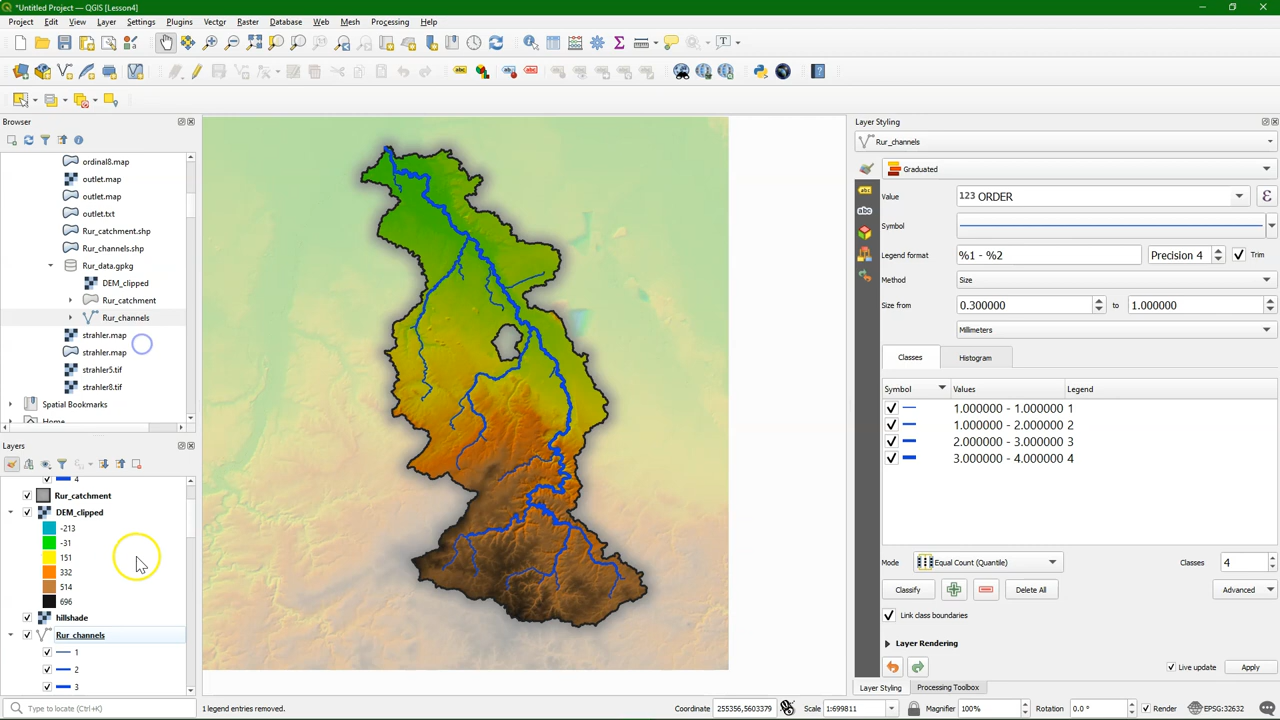 *Untitled Project — QGIS [Lesson4]
Project Edit View Layer Settings Plugins Vector Raster Database Web Mesh Processing Help
Browser
ordinal8.map
outlet.map
outlet.map
outlet.txt
Rur_catchment.shp
Rur_channels.shp
Rur_data.gpkg
DEM_clipped
Rur_catchment
Rur_channels
strahler.map
strahler.map
strahler5.tif
strahler8.tif
Spatial Bookmarks
Home
Layers
4
Rur_catchment
DEM_clipped
-213
-31
151
332
514
696
hillshade
Rur_channels
1
2
3
Layer Styling
Rur_channels
Graduated
Value 123 ORDER
Symbol
Legend format %1 - %2 Precision 4 Trim
Method Size
Size from 0.300000 to 1.000000
Millimeters
Classes Histogram
Symbol Values Legend
1.000000 - 1.000000 1
1.000000 - 2.000000 2
2.000000 - 3.000000 3
3.000000 - 4.000000 4
Mode Equal Count (Quantile) Classes 4
Classify Delete All Advanced
Link class boundaries
Layer Rendering
Live update Apply
Layer Styling Processing Toolbox
Type to locate (Ctrl+K) 1 legend entries removed. Coordinate 255356,5603379 Scale 1:699811 Magnifier 100% Rotation 0.0 ° Render EPSG:32632